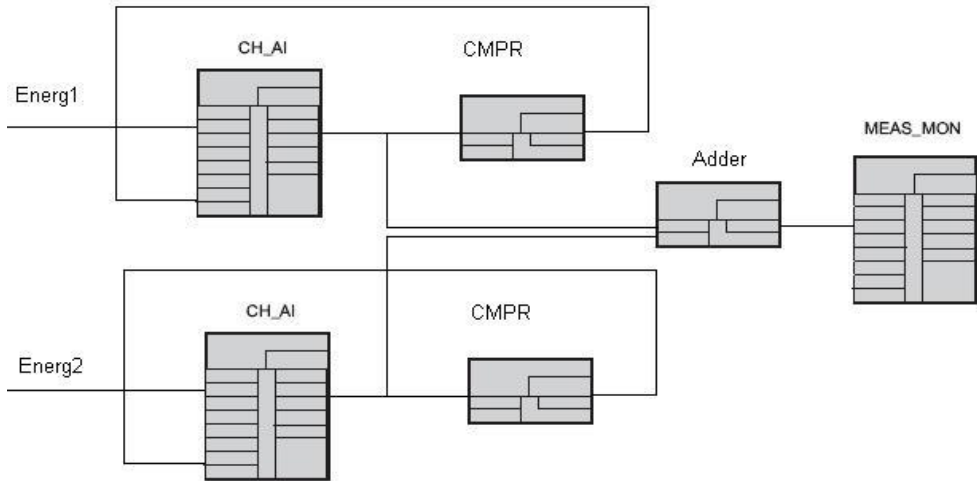 CH_AI
CMPR
Energ1
MEAS_MON
Adder
CH_AI
CMPR
Energ2